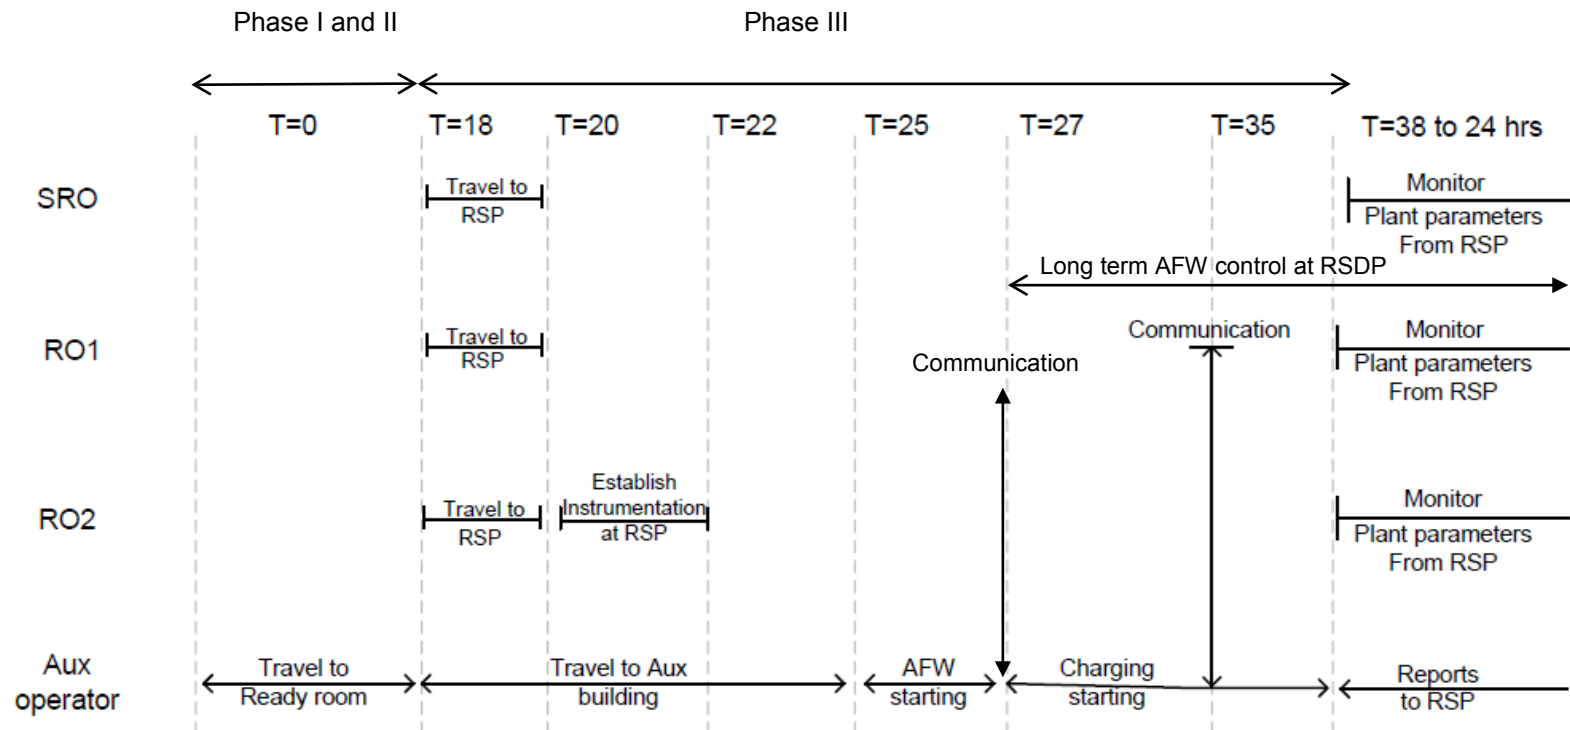 Phase I and II
Phase III
T=0
T=18
T=20
T=22
T=25
T=27
T=35
T=38 to 24 hrs
SRO
Travel to
RSP
Monitor
Plant parameters
From RSP
Long term AFW control at RSDP
RO1
Travel to
RSP
Communication
Communication
Monitor
Plant parameters
From RSP
RO2
Travel to
RSP
Establish
Instrumentation
at RSP
Monitor
Plant parameters
From RSP
Aux
operator
Travel to
Ready room
Travel to Aux
building
AFW
starting
Charging
starting
Reports
to RSP